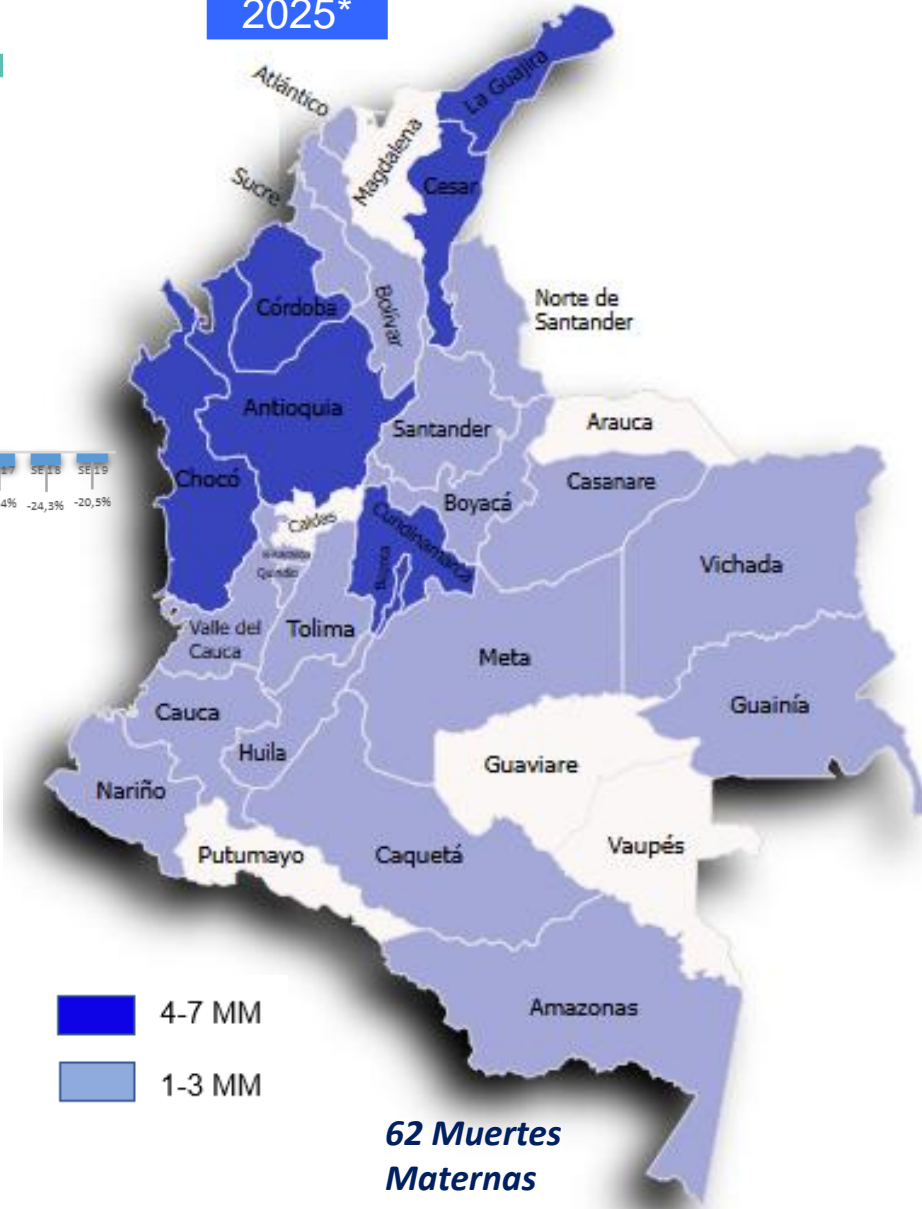 2025*
Atlántico
La Guajira
Magdalena
Sucre
Cesar
Norte de
Santander
Córdoba
Bolívar
Antioquia
Santander
Arauca
SE 18
SE 19
4%
-24,3%
-20,5%
Chocó
Boyacá
Casanare
Caldas
Cundinamarca
Vichada
Quindío
Bogotá
Valle del
Cauca
Tolima
Meta
Guainía
Cauca
Huila
Guaviare
Nariño
Putumayo
Caquetá
Vaupés
Amazonas
4-7 MM
1-3 MM
62 Muertes
Maternas